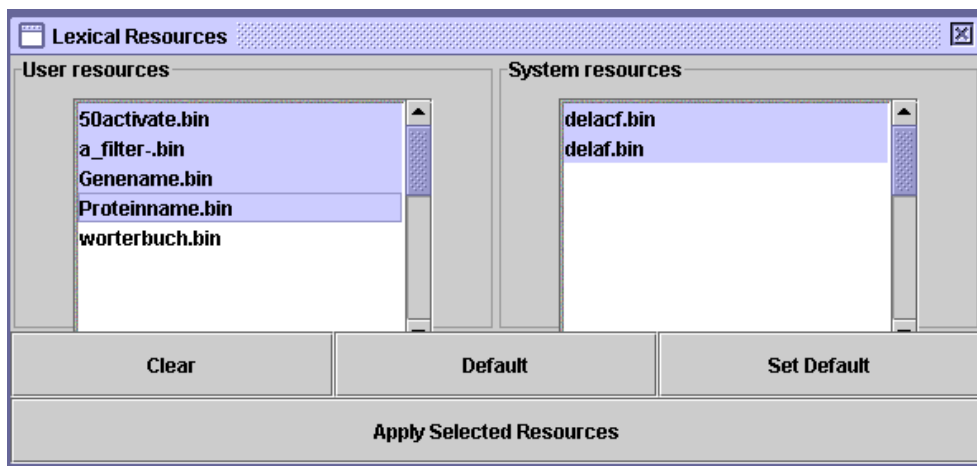 Lexical Resources
User resources
System resources
50activate.bin
a_filter-.bin
Genename.bin
Proteinname.bin
worterbuch.bin
delacf.bin
delaf.bin
Clear
Default
Set Default
Apply Selected Resources